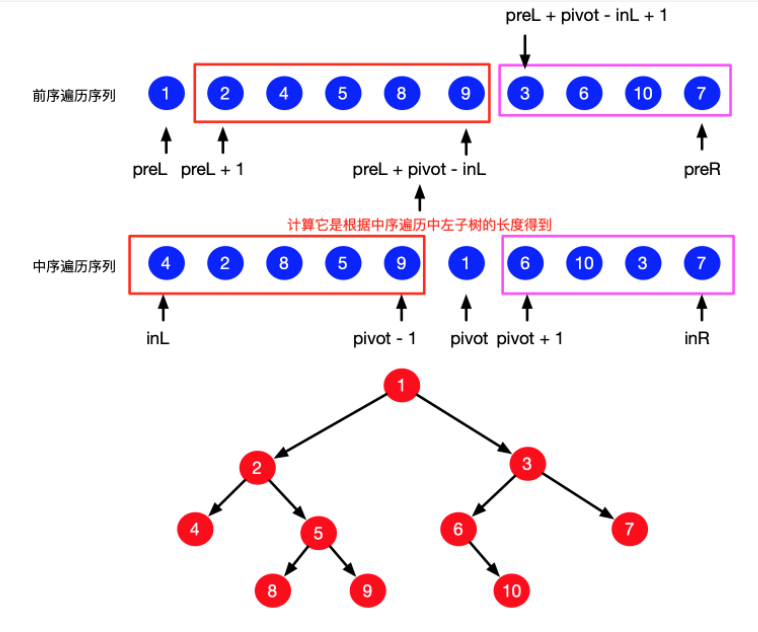 preL + pivot - inL + 1
前序遍历序列 1 2 4 5 8 9 3 6 10 7
preL preL + 1 preL + pivot - inL preR
计算它是根据中序遍历中左子树的长度得到
中序遍历序列 4 2 8 5 9 1 6 10 3 7
inL pivot - 1 pivot pivot + 1 inR
1
2 3
4 5 6 7
8 9 10